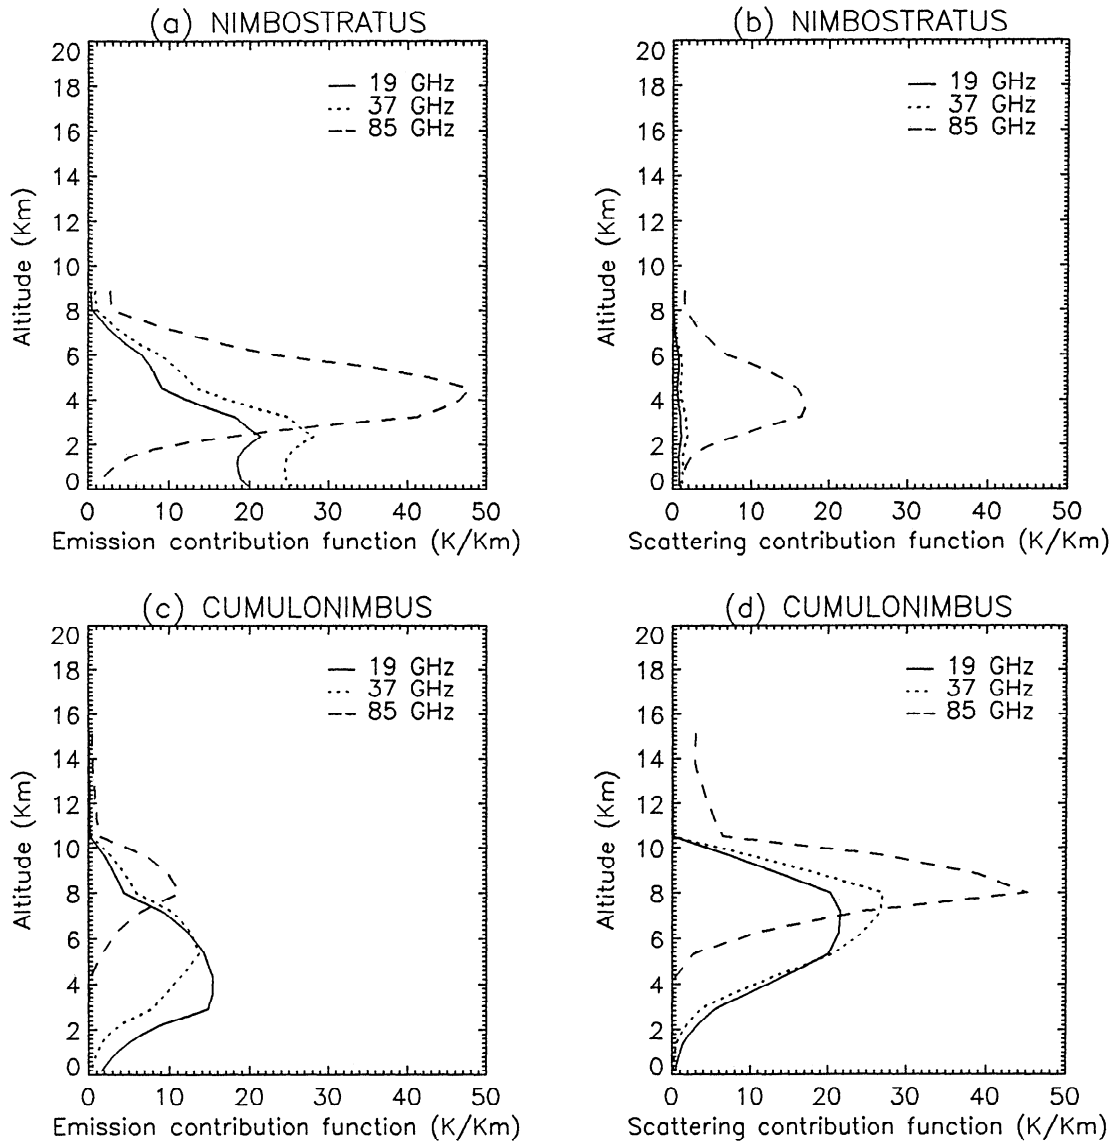 (a) NIMBOSTRATUS
20
18
16
14
12
10
8
6
4
2
0
Altitude (Km)
19 GHz
37 GHz
85 GHz
0 10 20 30 40 50
Emission contribution function (K/Km)
(b) NIMBOSTRATUS
20
18
16
14
12
10
8
6
4
2
0
Altitude (Km)
19 GHz
37 GHz
85 GHz
0 10 20 30 40 50
Scattering contribution function (K/Km)
(c) CUMULONIMBUS
20
18
16
14
12
10
8
6
4
2
0
Altitude (Km)
19 GHz
37 GHz
85 GHz
0 10 20 30 40 50
Emission contribution function (K/Km)
(d) CUMULONIMBUS
20
18
16
14
12
10
8
6
4
2
0
Altitude (Km)
19 GHz
37 GHz
85 GHz
0 10 20 30 40 50
Scattering contribution function (K/Km)